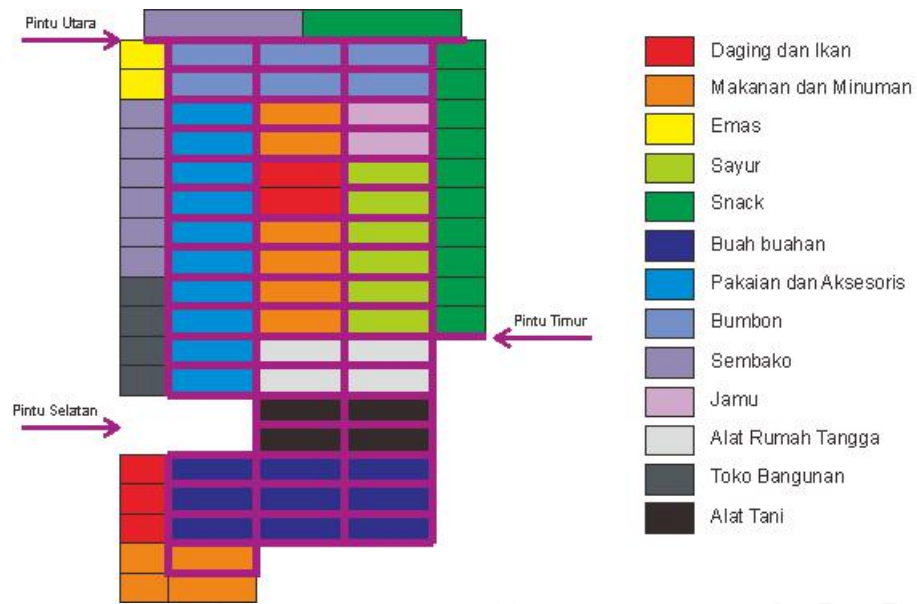 Pintu Utara
Pintu Timur
Pintu Selatan
Daging dan Ikan
Makanan dan Minuman
Emas
Sayur
Snack
Buah buahan
Pakaian dan Aksesoris
Bumbon
Sembako
Jamu
Alat Rumah Tangga
Toko Bangunan
Alat Tani